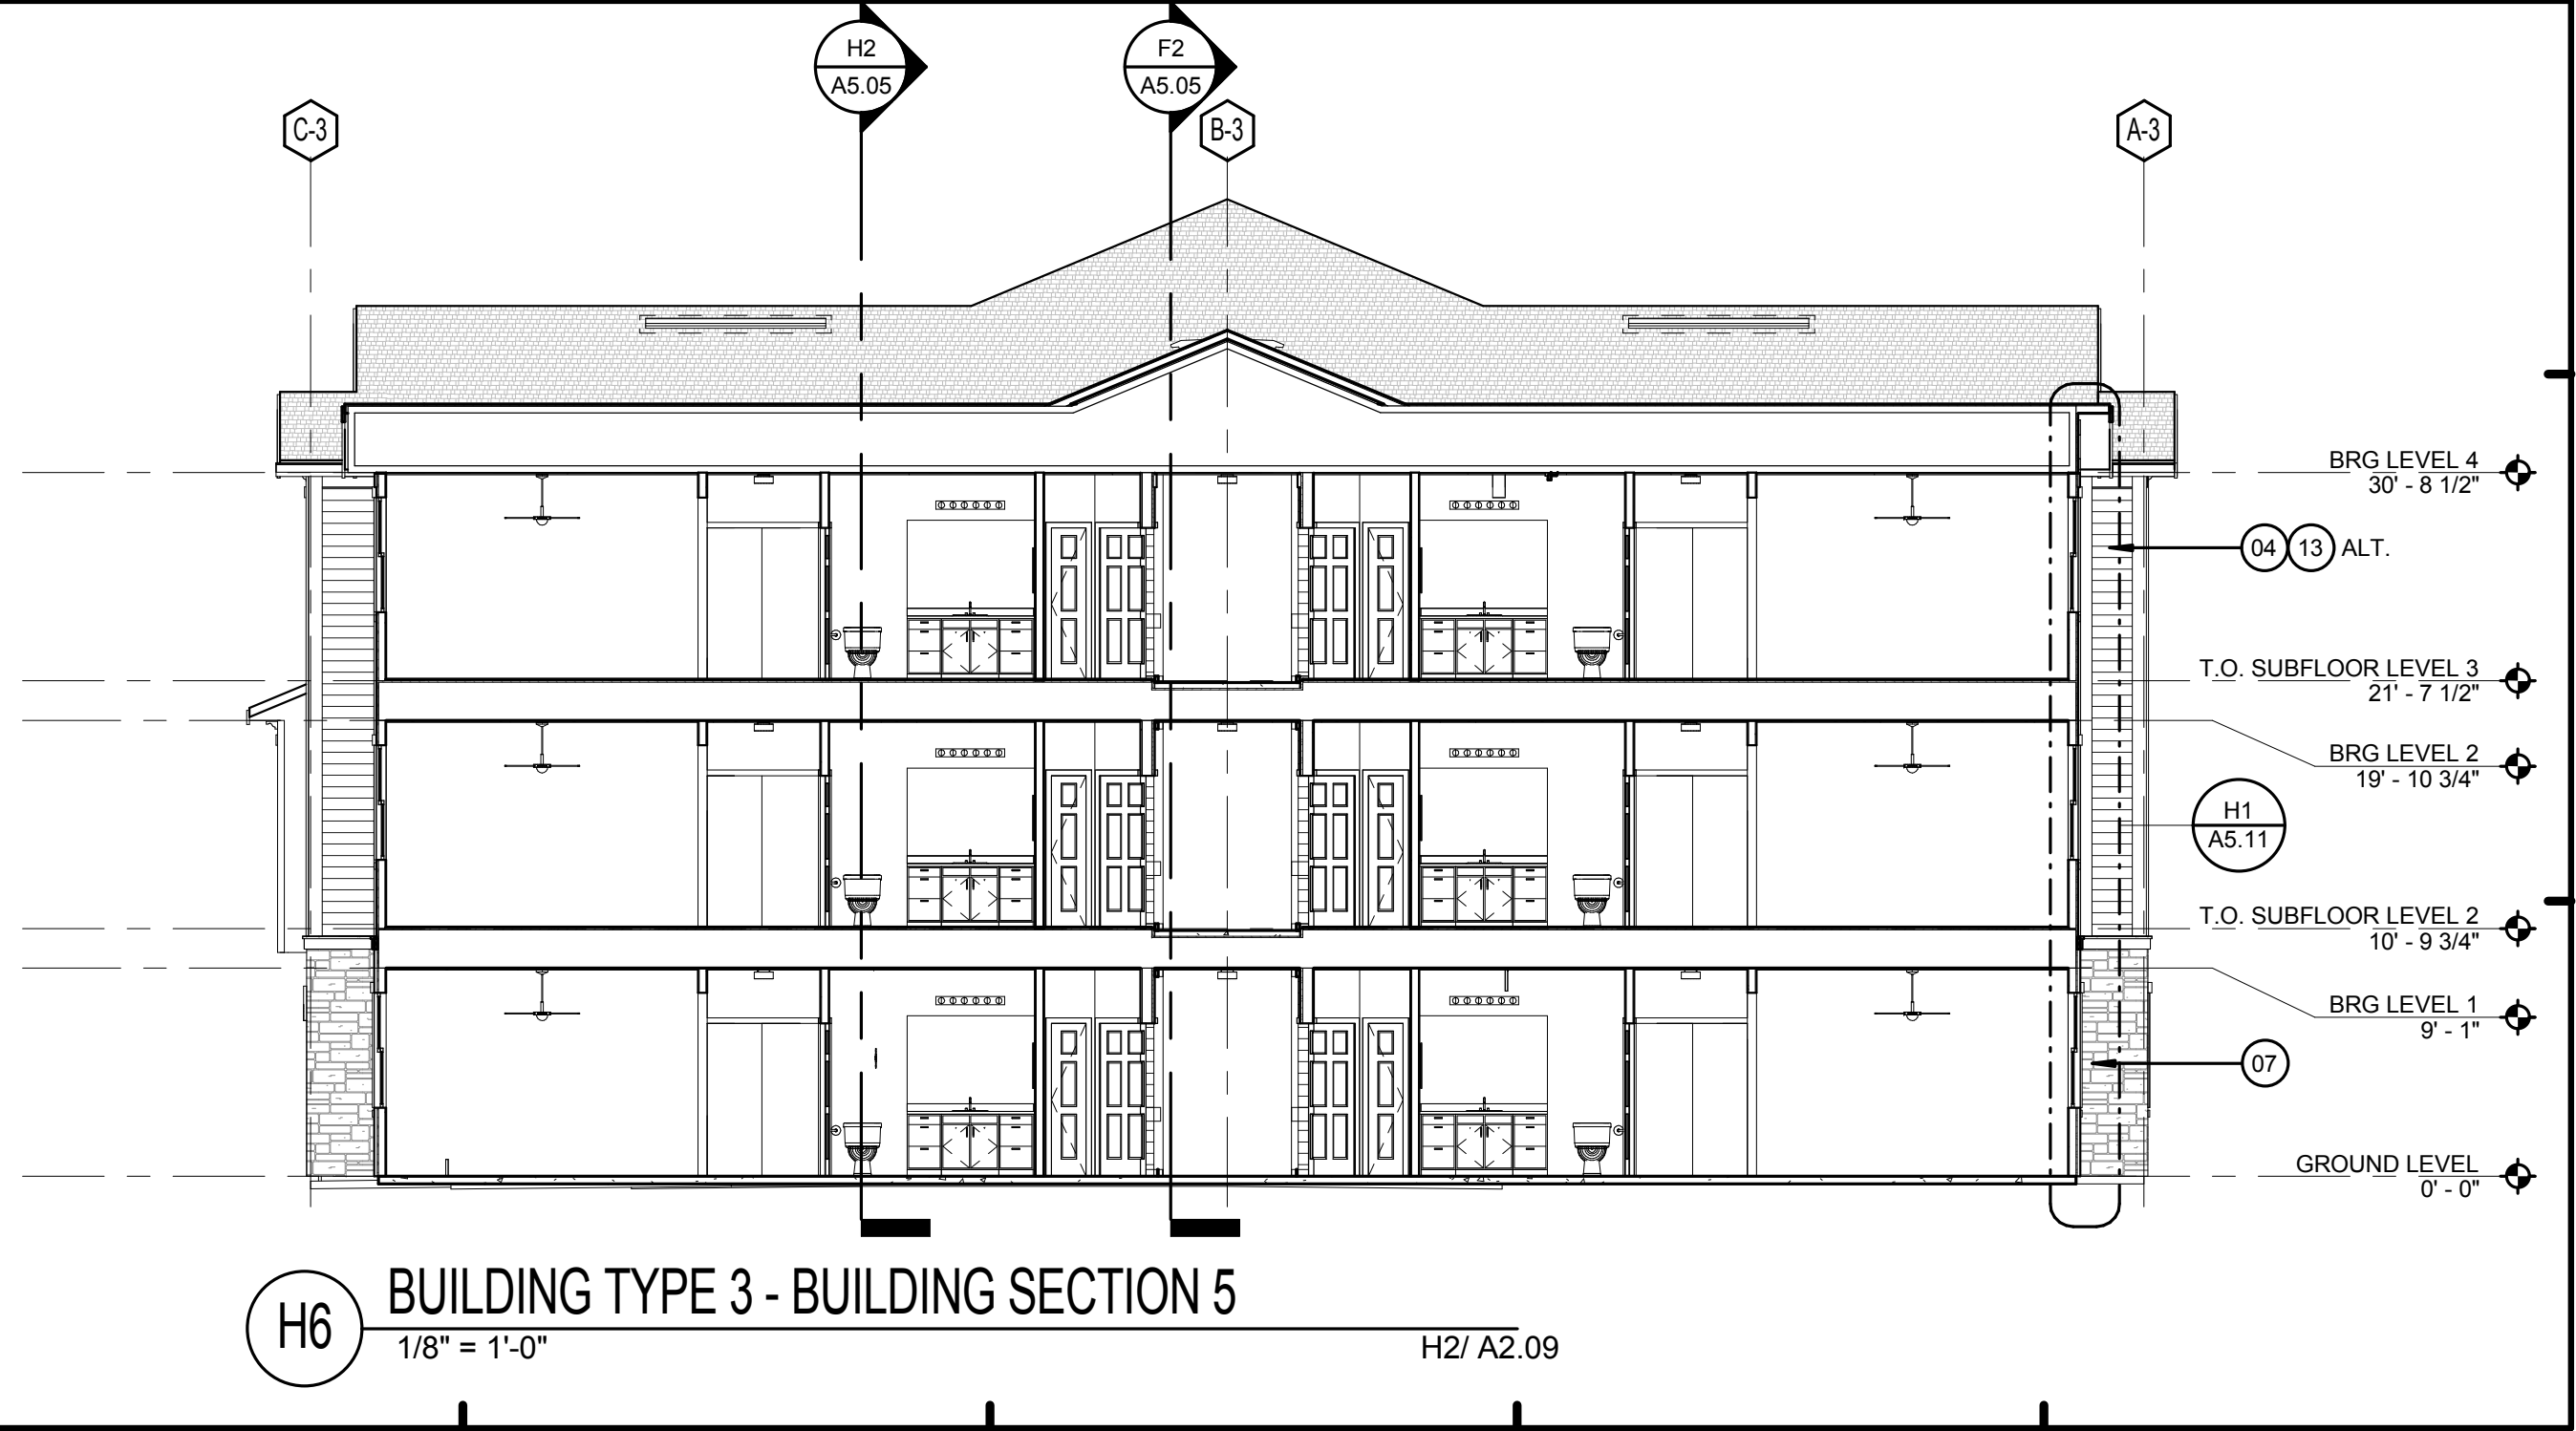 H2
A5.05
F2
A5.05
C-3
B-3
A-3
BRG LEVEL 4
30' - 8 1/2"
04 13 ALT.
T.O. SUBFLOOR LEVEL 3
21' - 7 1/2"
BRG LEVEL 2
19' - 10 3/4"
H1
A5.11
T.O. SUBFLOOR LEVEL 2
10' - 9 3/4"
BRG LEVEL 1
9' - 1"
07
GROUND LEVEL
0' - 0"
H6
BUILDING TYPE 3 - BUILDING SECTION 5
1/8" = 1'-0"
H2/ A2.09